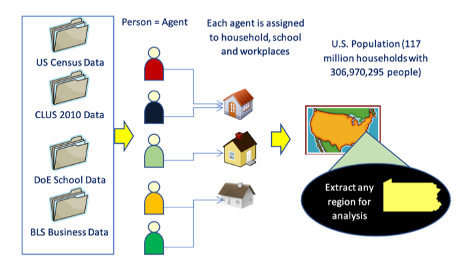 US Census Data
CLUS 2010 Data
DoE School Data
BLS Business Data
Person = Agent
Each agent is assigned
to household, school
and workplaces
U.S. Population (117
million households with
306,970,295 people)
Extract any
region for
analysis